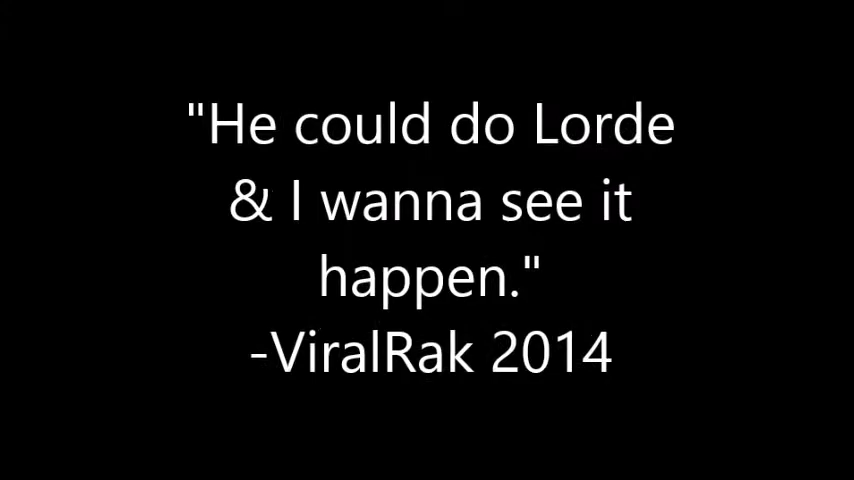 "He could do Lorde
& I wanna see it
happen."
-ViralRak 2014